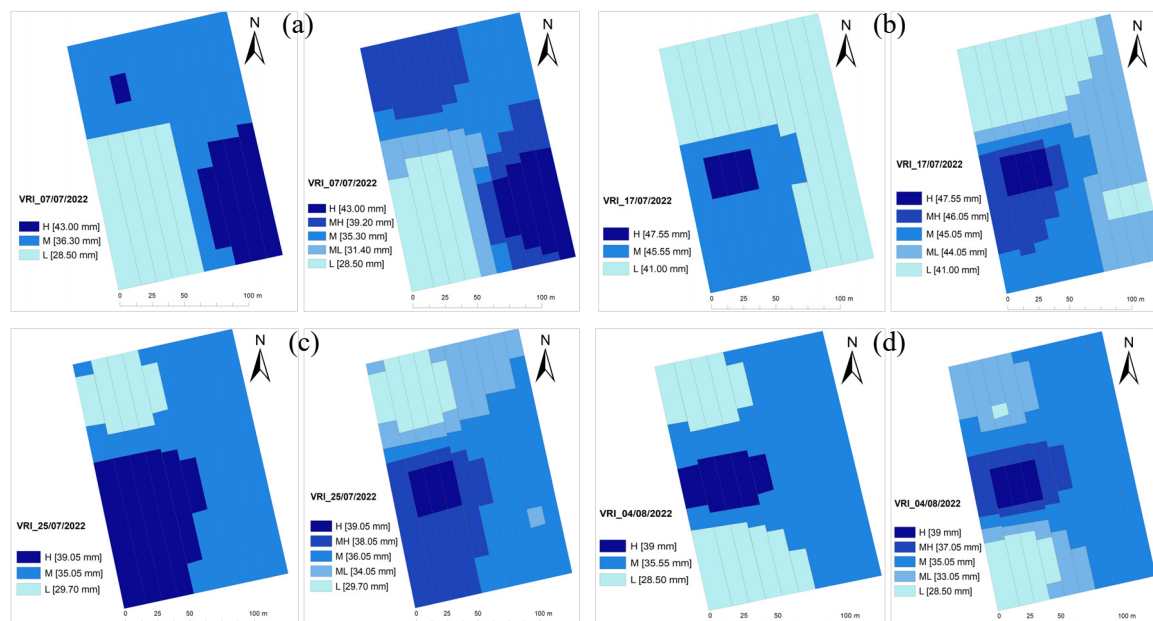 (a)
N
VRI_07/07/2022
H [43.00 mm]
M [36.30 mm]
L [28.50 mm]
0 25 50 100 m
N
VRI_07/07/2022
H [43.00 mm]
MH [39.20 mm]
M [35.30 mm]
ML [31.40 mm]
L [28.50 mm]
0 25 50 100 m
(b)
N
VRI_17/07/2022
H [47.55 mm]
M [45.55 mm]
L [41.00 mm]
0 25 50 100 m
N
VRI_17/07/2022
H [47.55 mm]
MH [46.05 mm]
M [45.05 mm]
ML [44.05 mm]
L [41.00 mm]
0 25 50 100 m
(c)
N
VRI_25/07/2022
H [39.05 mm]
M [35.05 mm]
L [29.70 mm]
0 25 50 100 m
N
VRI_25/07/2022
H [39.05 mm]
MH [38.05 mm]
M [36.05 mm]
ML [34.05 mm]
L [29.70 mm]
0 25 50 100 m
(d)
N
VRI_04/08/2022
H [39 mm]
M [35.55 mm]
L [28.50 mm]
0 25 50 100 m
N
VRI_04/08/2022
H [39 mm]
MH [37.05 mm]
M [35.05 mm]
ML [33.05 mm]
L [28.50 mm]
0 25 50 100 m